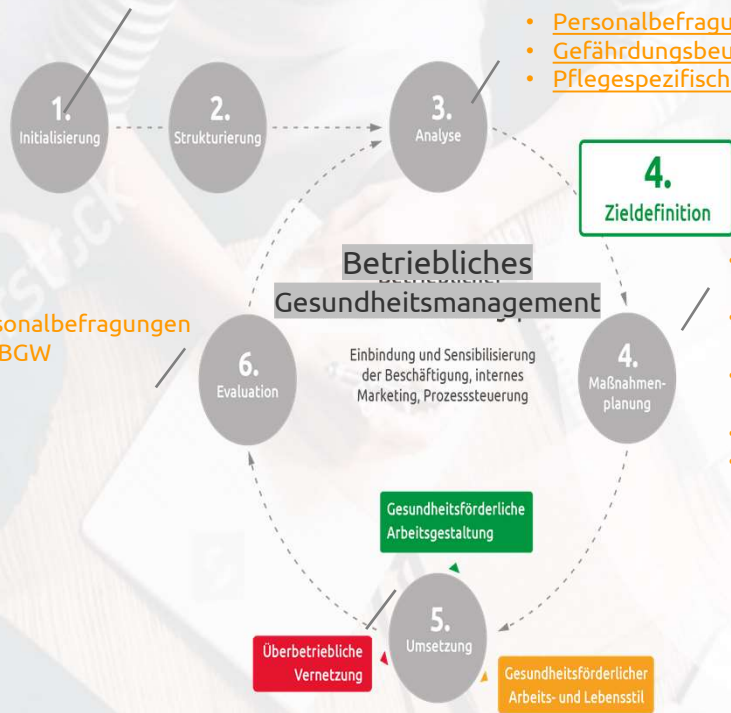 • Personalbefragu
• Gefährdungsbeu
• Pflegespezifisch
1.
Initialisierung
2.
Strukturierung
3.
Analyse
4.
Zieldefinition
Betriebliches
Gesundheitsmanagement
Einbindung und Sensibilisierung
der Beschäftigung, internes
Marketing, Prozesssteuerung
sonalbefragungen
BGW
6.
Evaluation
4.
Maßnahmen-
planung
Gesundheitsförderliche
Arbeitsgestaltung
5.
Umsetzung
Überbetriebliche
Vernetzung
Gesundheitsförderlicher
Arbeits- und Lebensstil